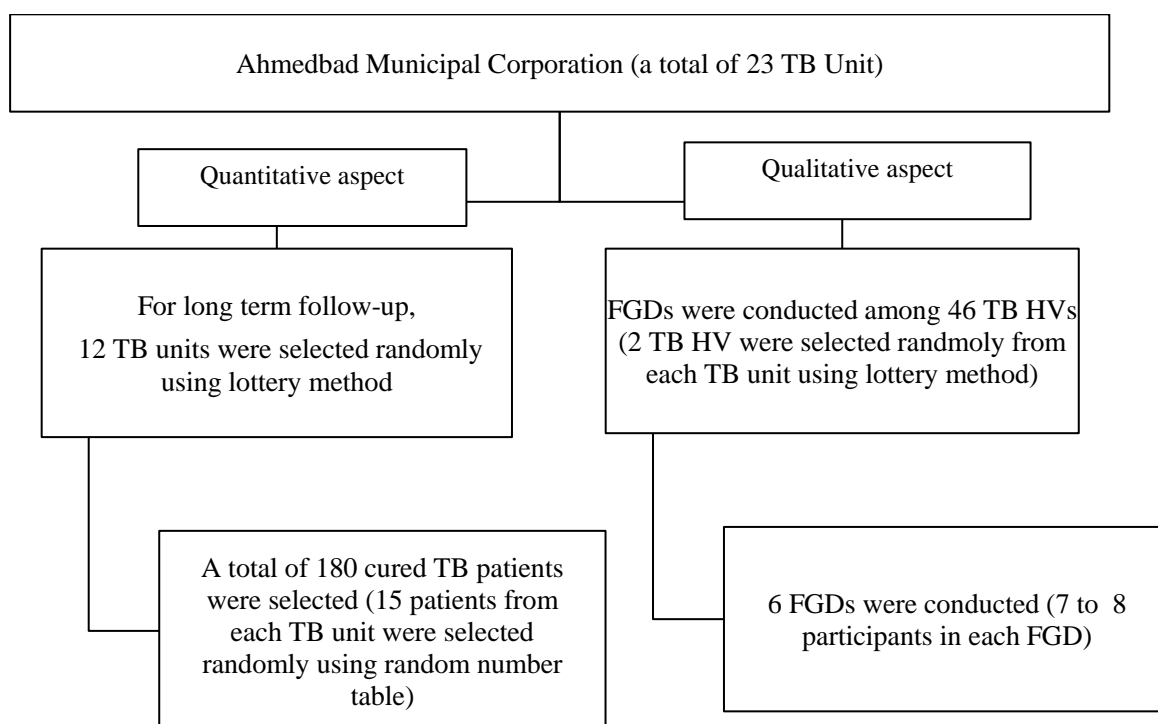 Ahmedbad Municipal Corporation (a total of 23 TB Unit)
Quantitative aspect
Qualitative aspect
For long term follow-up,
12 TB units were selected randomly
using lottery method
FGDs were conducted among 46 TB HVs
(2 TB HV were selected randmoly from
each TB unit using lottery method)
A total of 180 cured TB patients
were selected (15 patients from
each TB unit were selected
randomly using random number
table)
6 FGDs were conducted (7 to 8
participants in each FGD)